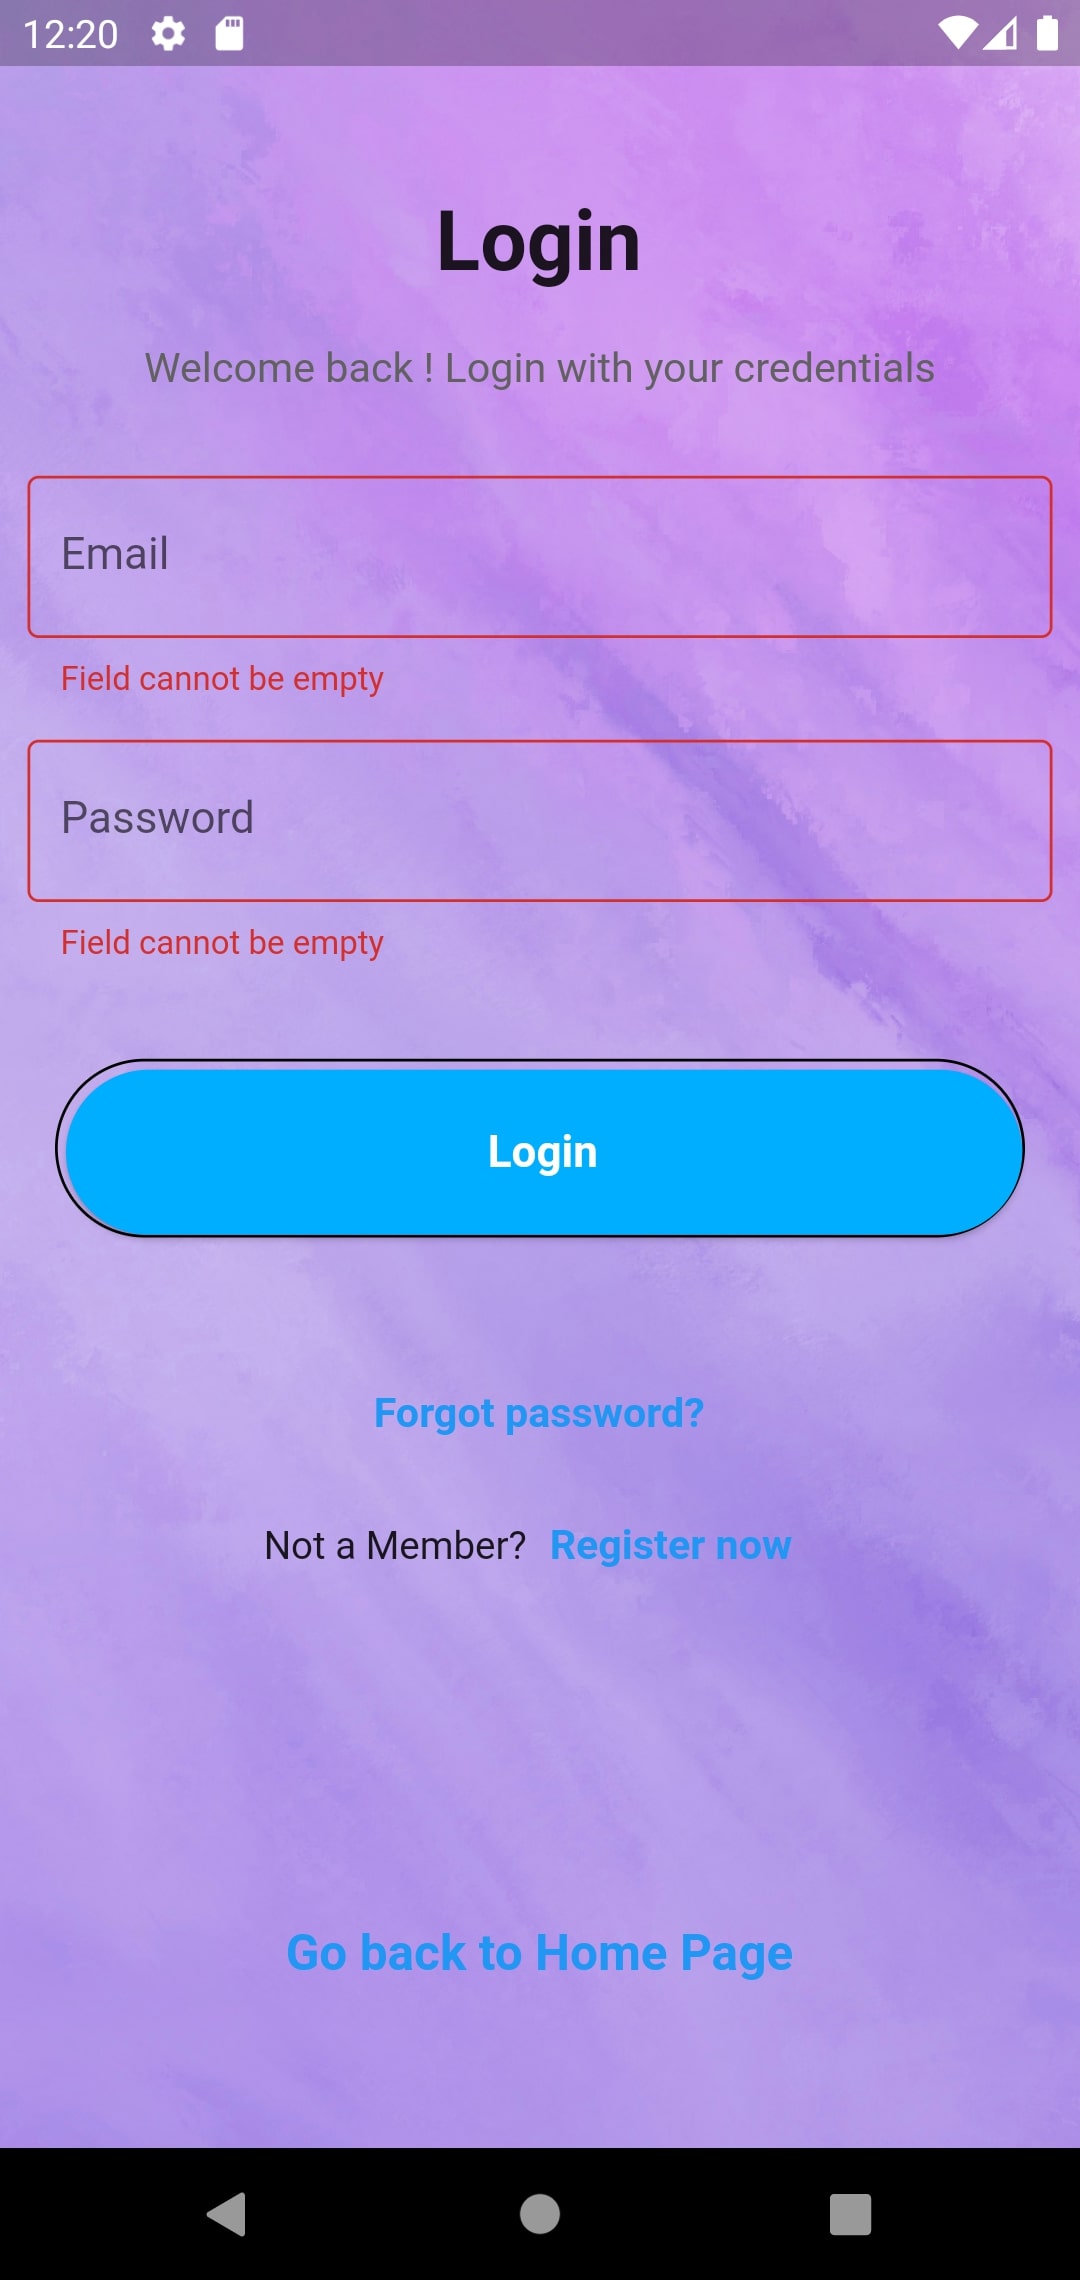 12:20
Login
Welcome back ! Login with your credentials
Email
Field cannot be empty
Password
Field cannot be empty
Login
Forgot password?
Not a Member? Register now
Go back to Home Page